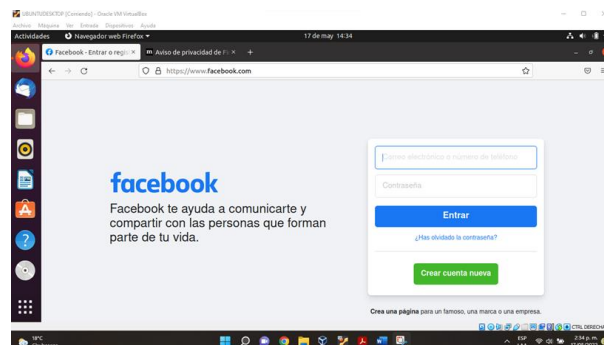 UBUNTUDESKTOP [Corriendo] - Oracle VM VirtualBox
Archivo Máquina Ver Entrada Dispositivos Ayuda
Actividades Navegador web Firefox 17 de may 14:34
Facebook - Entrar o regis × Aviso de privacidad de Fi × +
https://www.facebook.com
facebook
Facebook te ayuda a comunicarte y
compartir con las personas que forman
parte de tu vida.
Correo electrónico o número de teléfono
Contraseña
Entrar
¿Has olvidado la contraseña?
Crear cuenta nueva
Crea una página para un famoso, una marca o una empresa.
CTRL DERECHA
18°C
ESP
2:34 p. m.